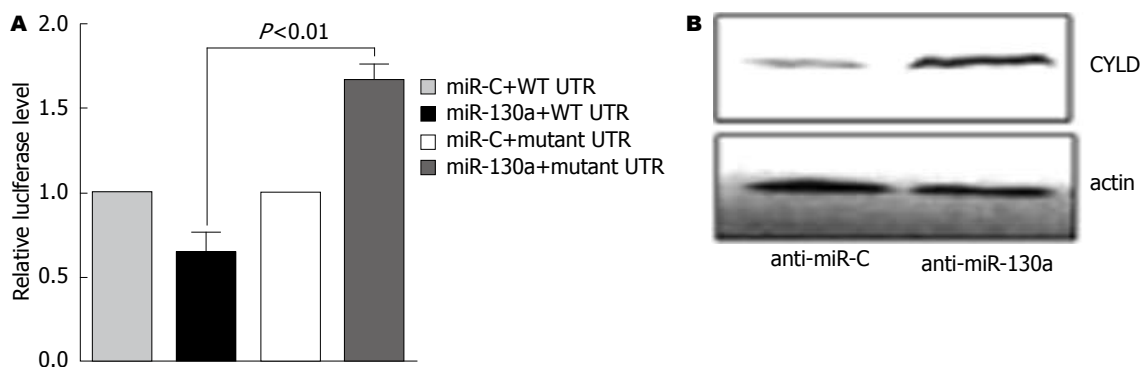 A
Relative luciferase level
2.0
1.5
1.0
0.5
0.0
P<0.01
miR-C+WT UTR
miR-130a+WT UTR
miR-C+mutant UTR
miR-130a+mutant UTR
B
CYLD
actin
anti-miR-C
anti-miR-130a